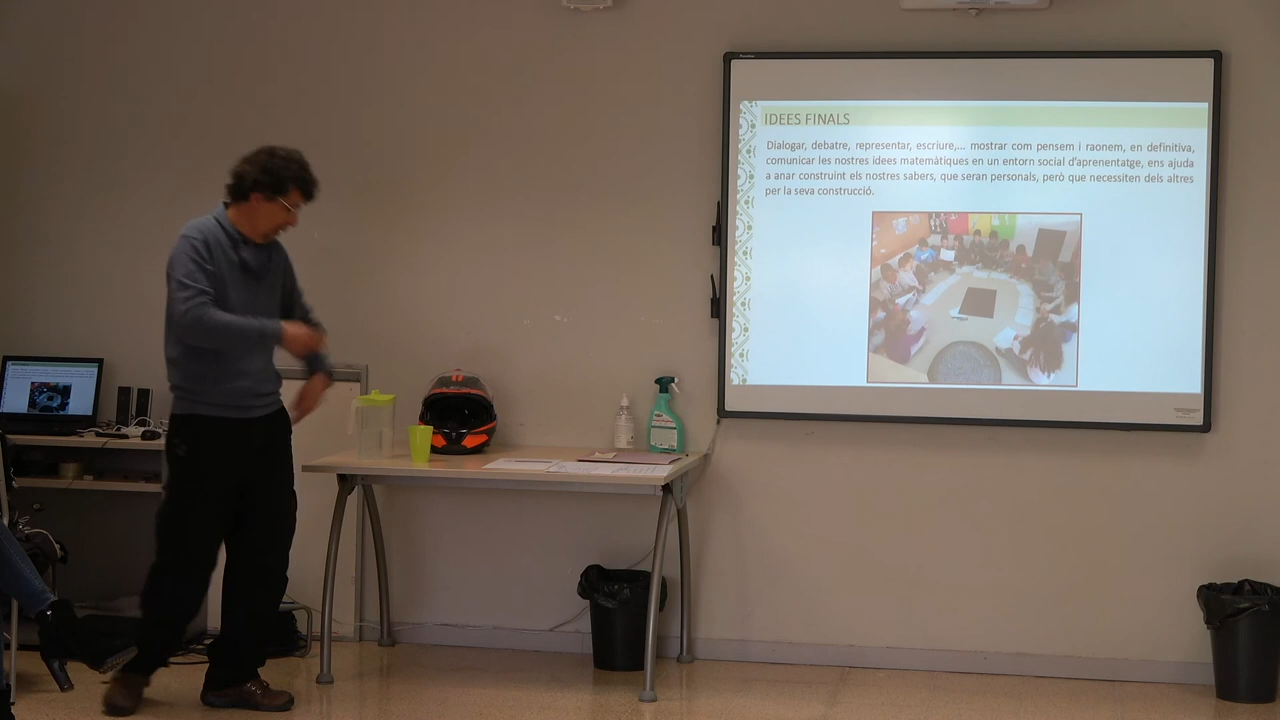 IDEES FINALS
Dialogar, debatre, representar, escriure,... mostrar com pensem i raonem, en definitiva,
comunicar les nostres idees matemàtiques en un entorn social d'aprenentatge, ens ajuda
a anar construint els nostres sabers, que seran personals, però que necessiten dels altres
per la seva construcció.